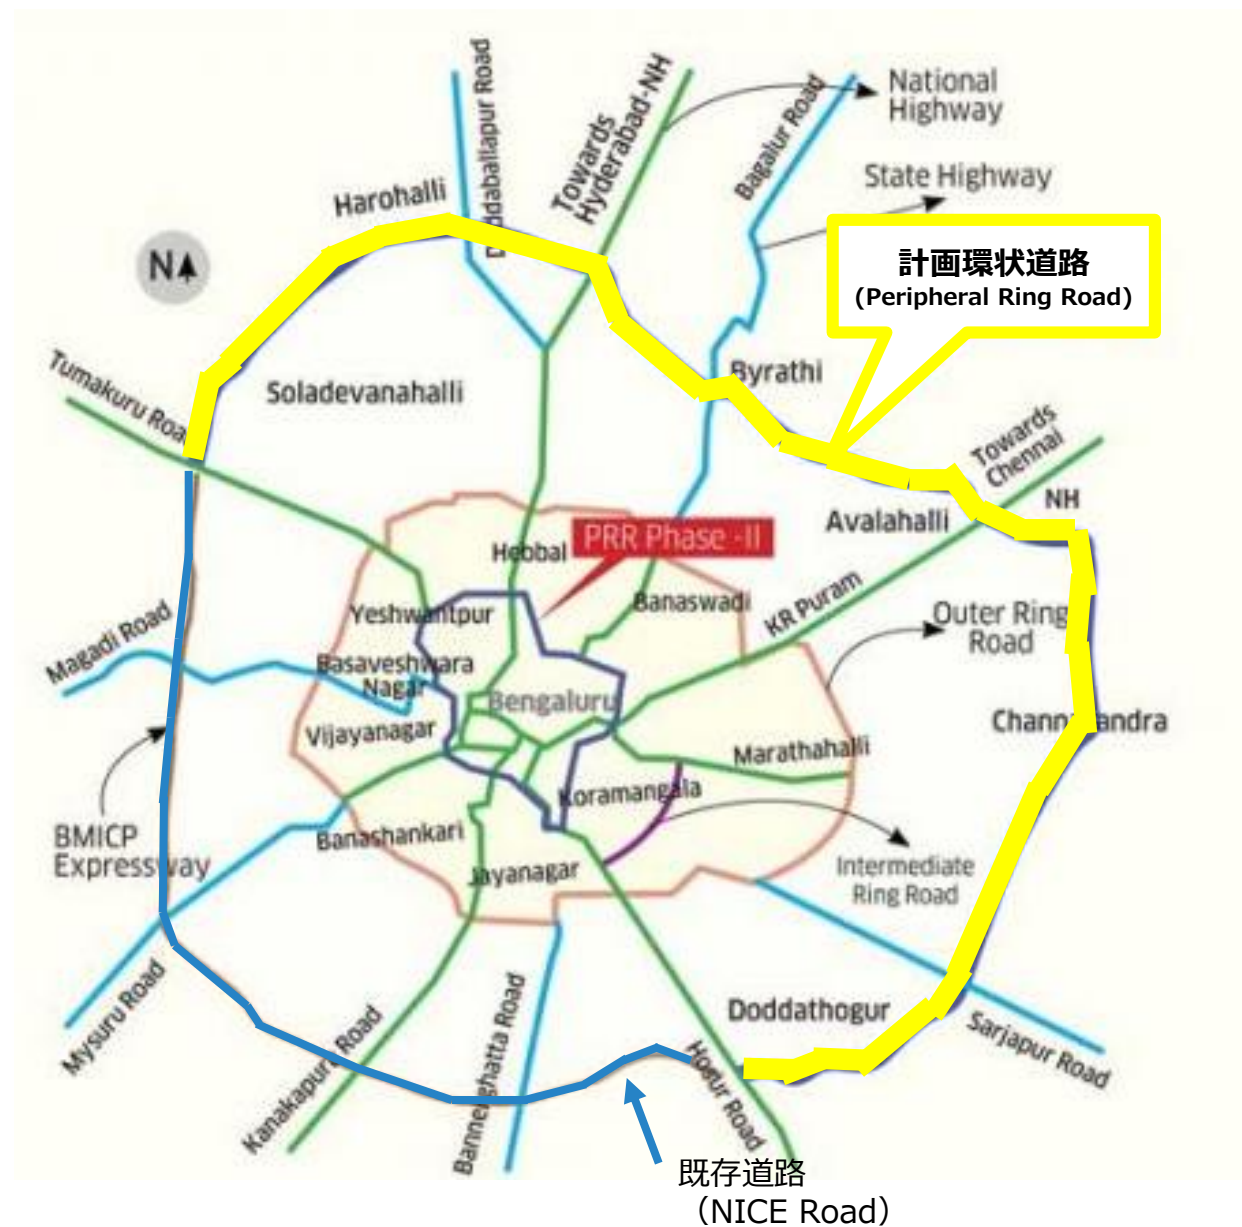 Doddaballapur Road
Towards
Hyderabad-NH
Bagalur Road
National
Highway
State Highway
Harohalli
N
計画環状道路
(Peripheral Ring Road)
Byrathi
Tumakuru Roa
Soladevanahalli
Towards
Chennai
NH
Avalahalli
Hebbal
PRR Phase -II
Banaswadi
KR Puram
Outer Ring
Road
Yeshwantpur
Magadi Road
Basaveshwara
Nagar
Bengaluru
Vijayanagar
Marathahalli
Koramangala
BMICP
Expressway
Banashankari
Jayanagar
Intermediate
Ring Road
Doddathogur
Mysuru Road
Kanakapura Road
Bannerghatta Road
Hosur Road
Sarjapur Road
既存道路
（NICE Road）